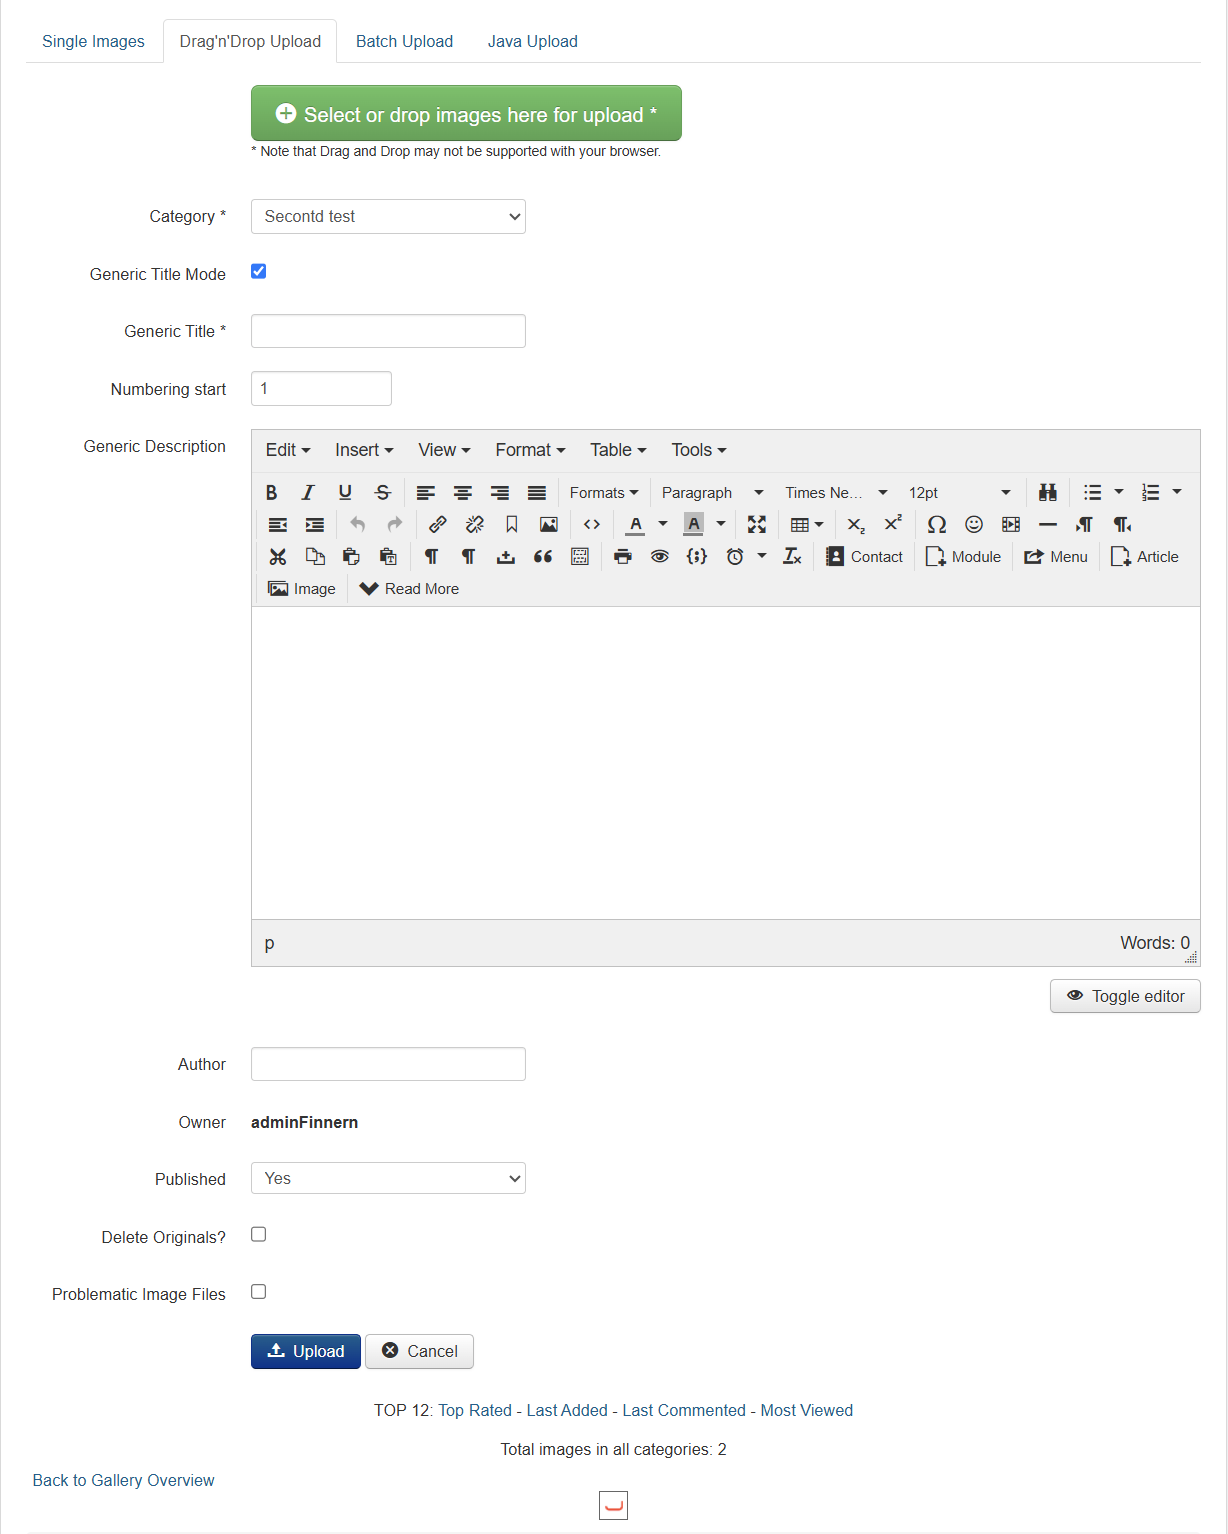 Single Images Drag'n'Drop Upload Batch Upload Java Upload
Select or drop images here for upload *
* Note that Drag and Drop may not be supported with your browser.
Category * Secontd test
Generic Title Mode
Generic Title *
Numbering start 1
Generic Description Edit Insert View Format Table Tools
B I U S Formats Paragraph Times Ne... 12pt
Contact Module Menu Article
Image Read More
p Words: 0
Toggle editor
Author
Owner adminFinnern
Published Yes
Delete Originals?
Problematic Image Files
Upload Cancel
TOP 12: Top Rated - Last Added - Last Commented - Most Viewed
Total images in all categories: 2
Back to Gallery Overview